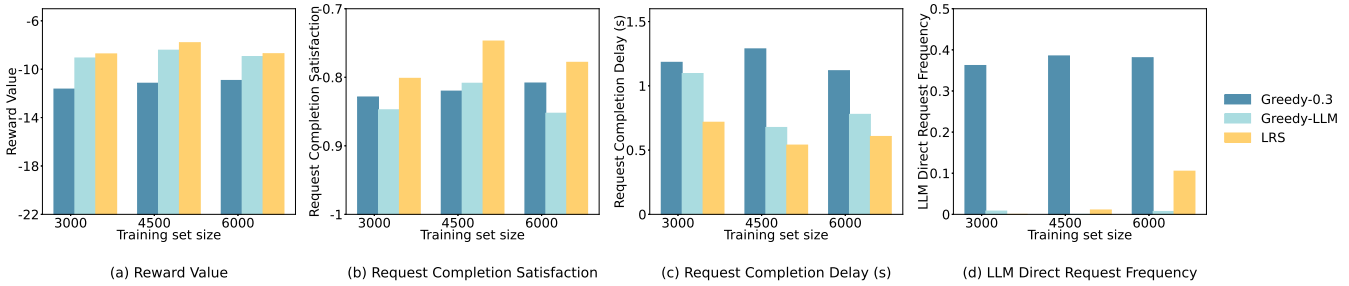 Reward Value
-6
-10
-14
-18
-22
3000
4500
6000
Training set size
(a) Reward Value
Request Completion Satisfaction
-0.7
-0.8
-0.9
-1
3000
4500
6000
Training set size
(b) Request Completion Satisfaction
Request Completion Delay (s)
1.5
1
0.5
0
3000
4500
6000
Training set size
(c) Request Completion Delay (s)
LLM Direct Request Frequency
0.5
0.4
0.3
0.2
0.1
0
3000
4500
6000
Training set size
(d) LLM Direct Request Frequency
Greedy-0.3
Greedy-LLM
LRS